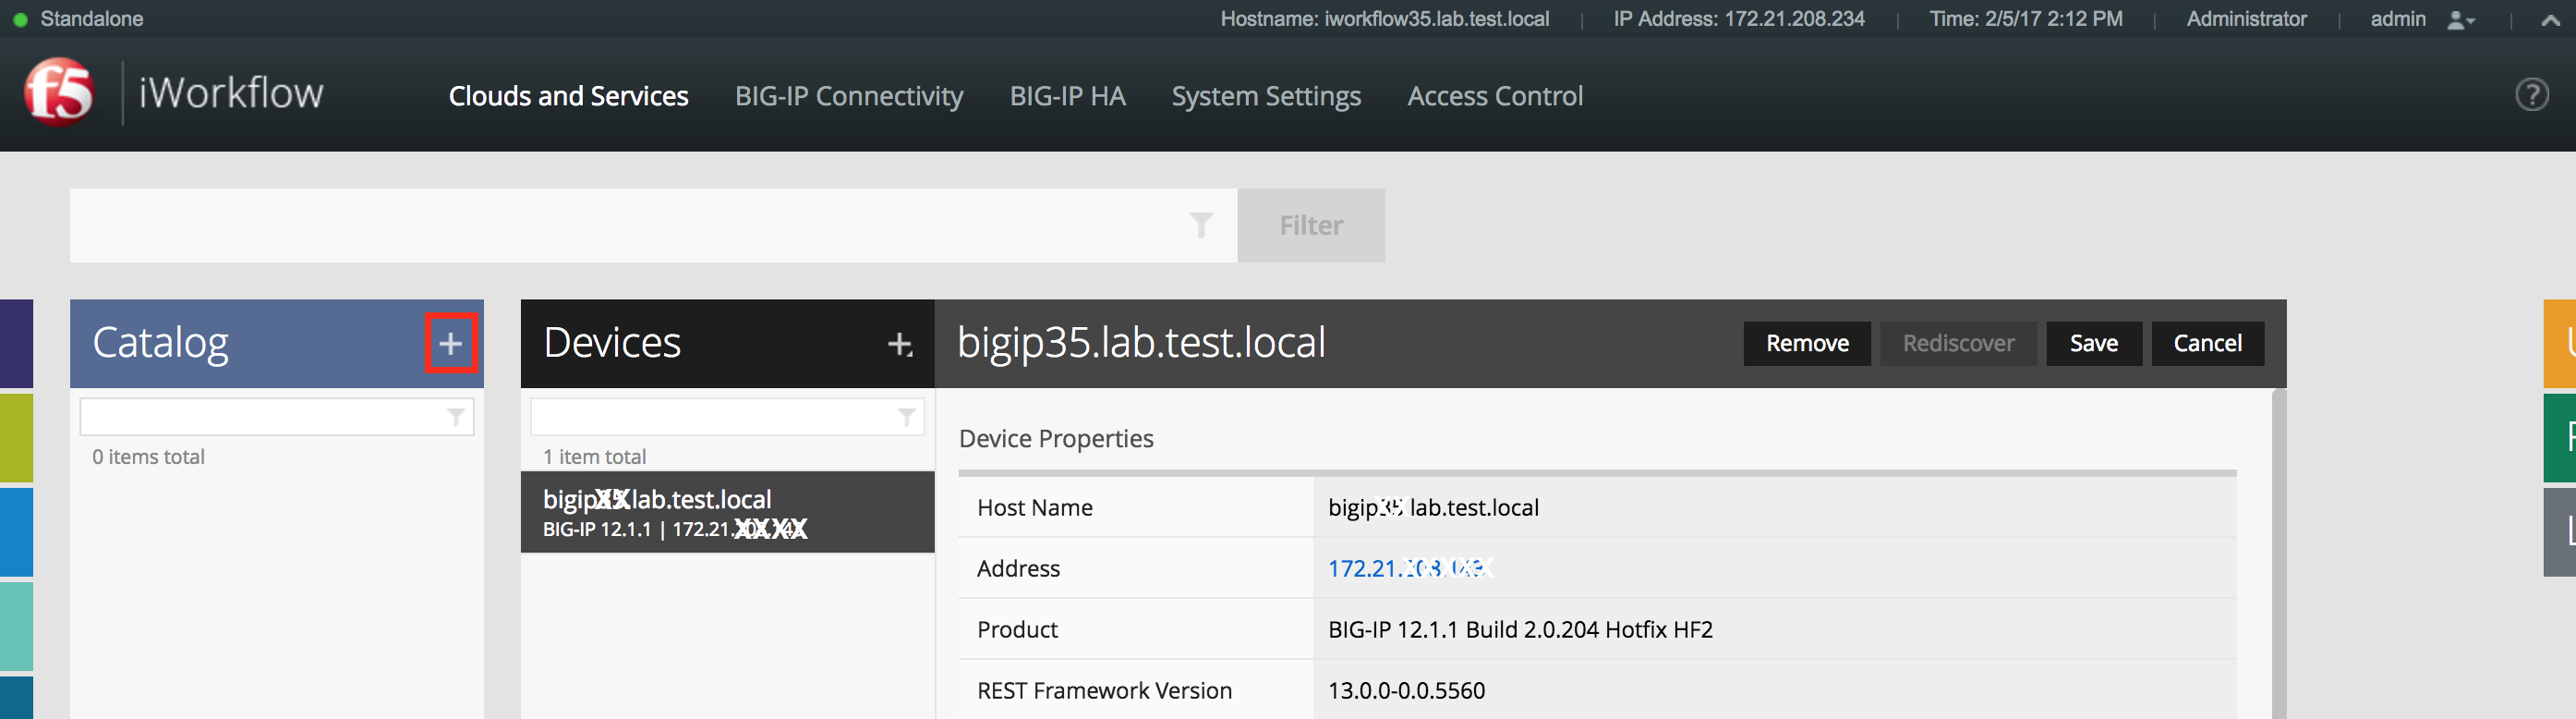 Standalone
Hostname: iworkflow35.lab.test.local
IP Address: 172.21.208.234
Time: 2/5/17 2:12 PM
Administrator
admin
f5 iWorkflow
Clouds and Services
BIG-IP Connectivity
BIG-IP HA
System Settings
Access Control
?
Filter
Catalog +
Devices +
bigip35.lab.test.local
Remove
Rediscover
Save
Cancel
0 items total
1 item total
bigipXX lab.test.local
BIG-IP 12.1.1 | 172.21.XXXX
Device Properties
Host Name
bigip35 lab.test.local
Address
172.21.
Product
BIG-IP 12.1.1 Build 2.0.204 Hotfix HF2
REST Framework Version
13.0.0-0.0.5560
U
L